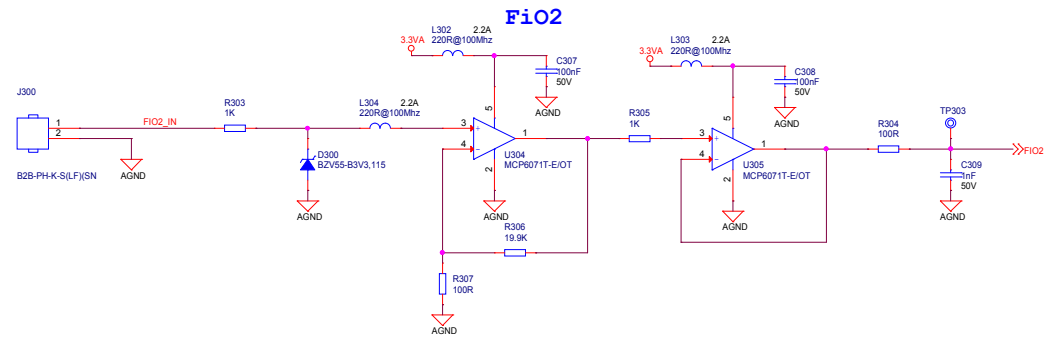 FiO2
L302 2.2A
220R@100Mhz
3.3VA
C307
100nF
50V
AGND
L303 2.2A
220R@100Mhz
3.3VA
C308
100nF
50V
AGND
J300
1
2
B2B-PH-K-S(LF)(SN
AGND
FIO2_IN
R303
1K
D300
BZV55-B3V3,115
AGND
L304 2.2A
220R@100Mhz
3
4
5
1
2
+
-
U304
MCP6071T-E/OT
AGND
R306
19.9K
R307
100R
AGND
R305
1K
3
4
5
1
2
+
-
U305
MCP6071T-E/OT
AGND
R304
100R
TP303
C309
1nF
50V
AGND
FIO2